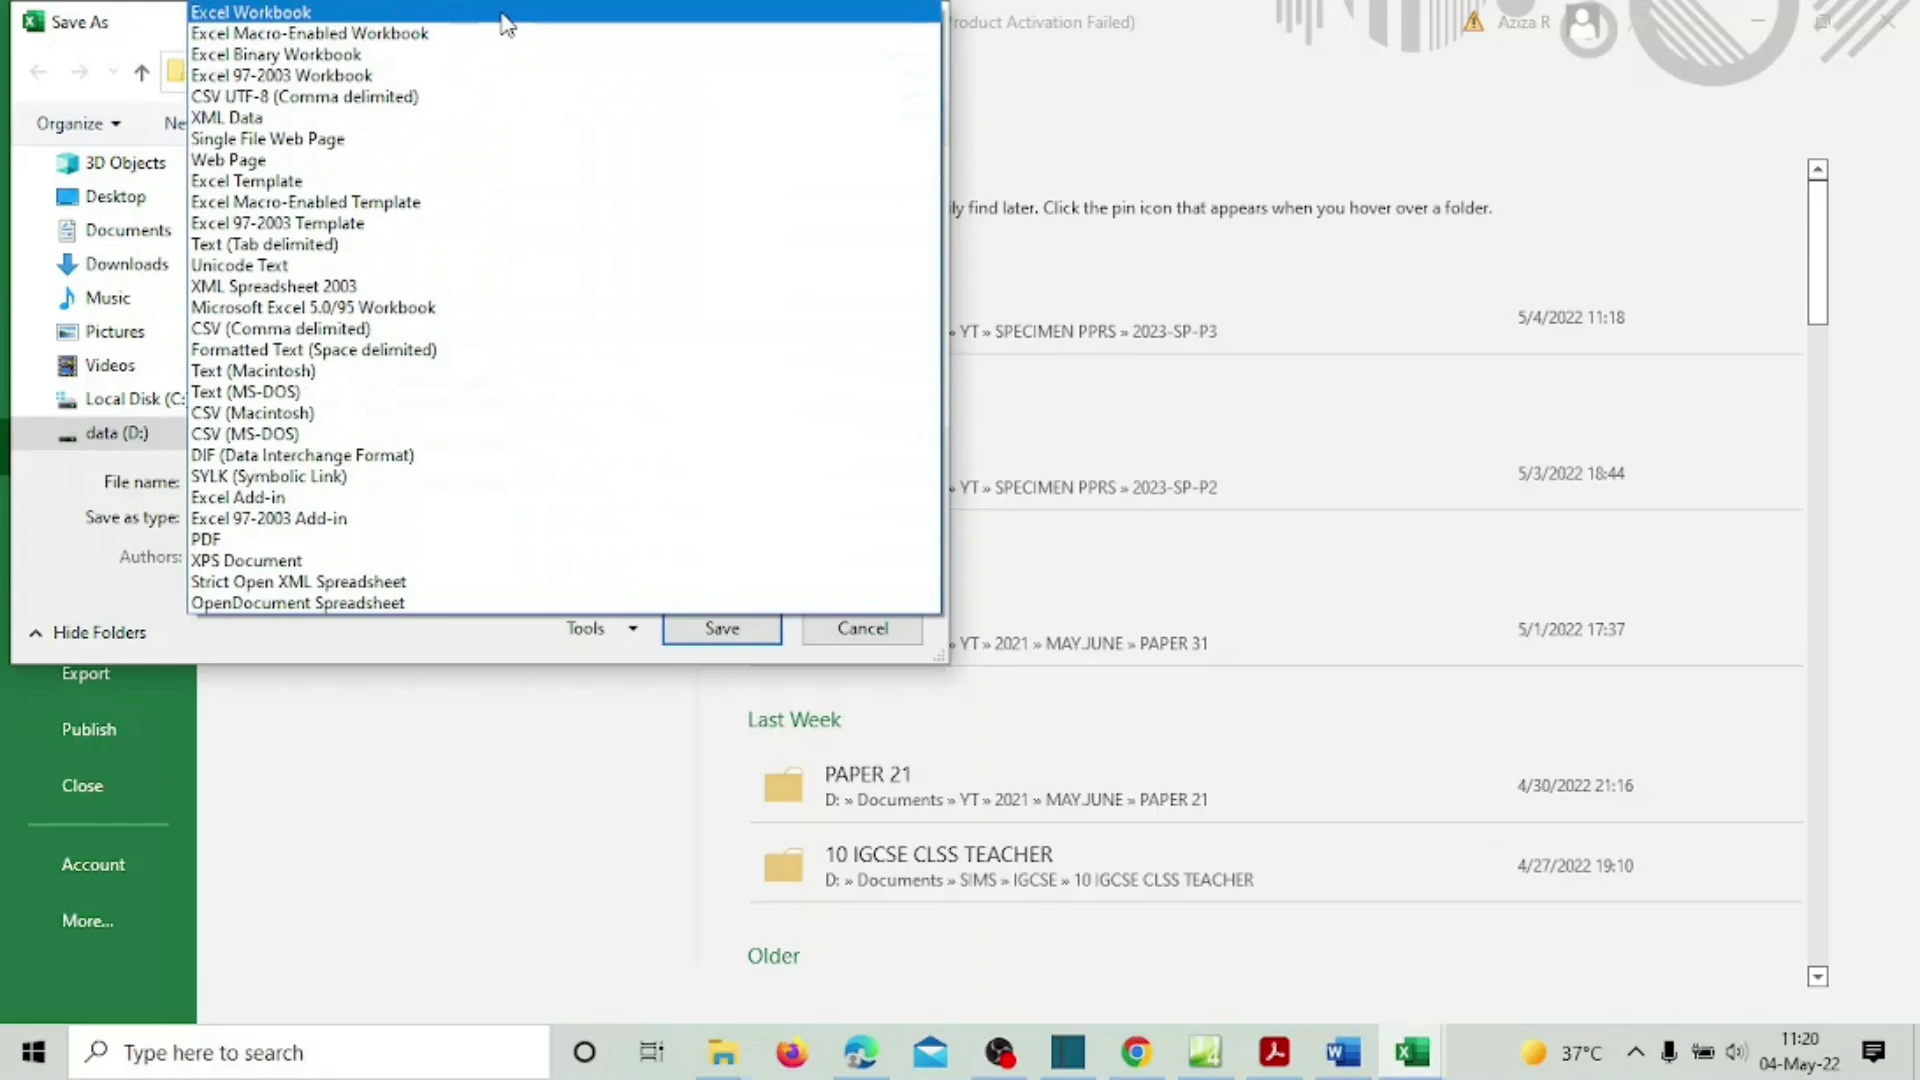 Save As
Product Activation Failed)
Aziza R
Organize
Ne
3D Objects
Desktop
Documents
Downloads
Music
Pictures
Videos
Local Disk (C:
data (D:)
File name:
Save as type:
Authors:
Hide Folders
Excel Workbook
Excel Macro-Enabled Workbook
Excel Binary Workbook
Excel 97-2003 Workbook
CSV UTF-8 (Comma delimited)
XML Data
Single File Web Page
Web Page
Excel Template
Excel Macro-Enabled Template
Excel 97-2003 Template
Text (Tab delimited)
Unicode Text
XML Spreadsheet 2003
Microsoft Excel 5.0/95 Workbook
CSV (Comma delimited)
Formatted Text (Space delimited)
Text (Macintosh)
Text (MS-DOS)
CSV (Macintosh)
CSV (MS-DOS)
DIF (Data Interchange Format)
SYLK (Symbolic Link)
Excel Add-in
Excel 97-2003 Add-in
PDF
XPS Document
Strict Open XML Spreadsheet
OpenDocument Spreadsheet
Tools
Save
Cancel
Export
Publish
Close
Account
More...
find later. Click the pin icon that appears when you hover over a folder.
» YT » SPECIMEN PPRS » 2023-SP-P3
5/4/2022 11:18
» YT » SPECIMEN PPRS » 2023-SP-P2
5/3/2022 18:44
» YT » 2021 » MAY.JUNE » PAPER 31
5/1/2022 17:37
Last Week
PAPER 21
D: » Documents » YT » 2021 » MAY.JUNE » PAPER 21
4/30/2022 21:16
10 IGCSE CLSS TEACHER
D: » Documents » SIMS » IGCSE » 10 IGCSE CLSS TEACHER
4/27/2022 19:10
Older
Type here to search
37°C
11:20
04-May-22